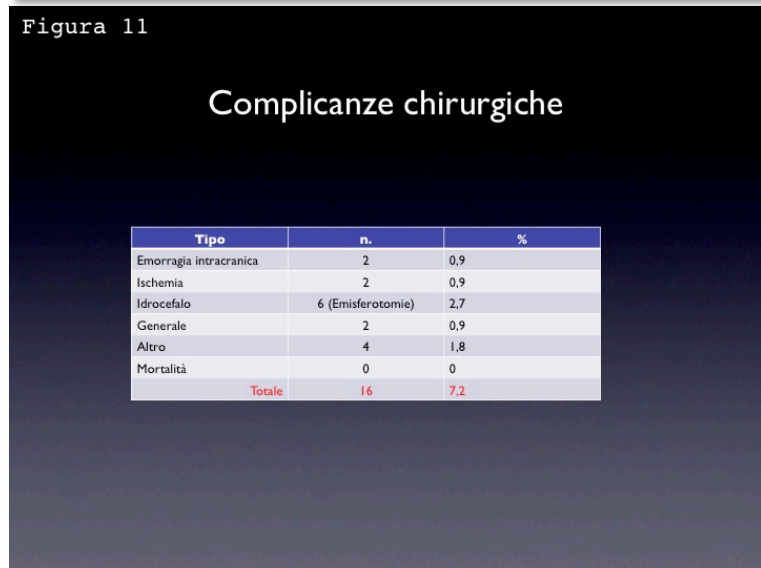 Figura 11
Complicanze chirurgiche
Tipo n. %
Emorragia intracranica 2 0,9
Ischemia 2 0,9
Idrocefalo 6 (Emisferotomie) 2,7
Generale 2 0,9
Altro 4 1,8
Mortalità 0 0
Totale 16 7,2